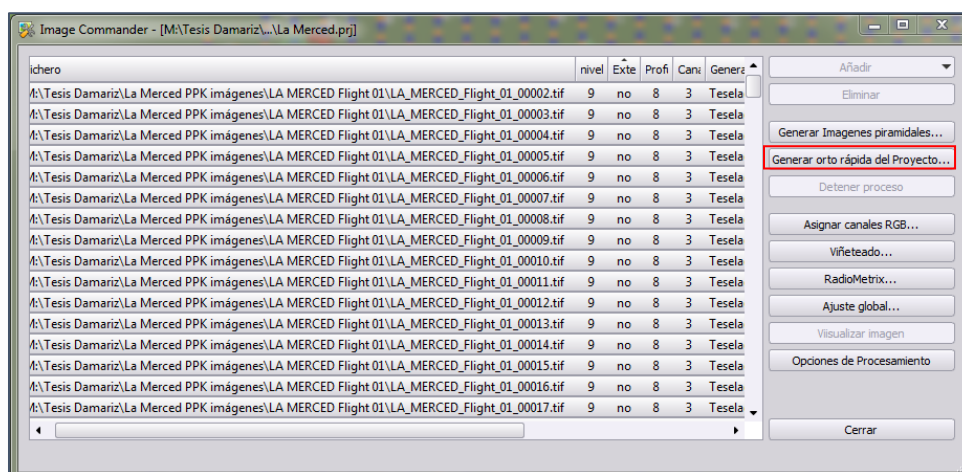 Image Commander - [M:\Tesis Damariz\...\La Merced.prj]
ichero nivel Exte Profi Cana Genera
M:\Tesis Damariz\La Merced PPK imágenes\LA MERCED Flight 01\LA_MERCED_Flight_01_00002.tif 9 no 8 3 Tesela
M:\Tesis Damariz\La Merced PPK imágenes\LA MERCED Flight 01\LA_MERCED_Flight_01_00003.tif 9 no 8 3 Tesela
M:\Tesis Damariz\La Merced PPK imágenes\LA MERCED Flight 01\LA_MERCED_Flight_01_00004.tif 9 no 8 3 Tesela
M:\Tesis Damariz\La Merced PPK imágenes\LA MERCED Flight 01\LA_MERCED_Flight_01_00005.tif 9 no 8 3 Tesela
M:\Tesis Damariz\La Merced PPK imágenes\LA MERCED Flight 01\LA_MERCED_Flight_01_00006.tif 9 no 8 3 Tesela
M:\Tesis Damariz\La Merced PPK imágenes\LA MERCED Flight 01\LA_MERCED_Flight_01_00007.tif 9 no 8 3 Tesela
M:\Tesis Damariz\La Merced PPK imágenes\LA MERCED Flight 01\LA_MERCED_Flight_01_00008.tif 9 no 8 3 Tesela
M:\Tesis Damariz\La Merced PPK imágenes\LA MERCED Flight 01\LA_MERCED_Flight_01_00009.tif 9 no 8 3 Tesela
M:\Tesis Damariz\La Merced PPK imágenes\LA MERCED Flight 01\LA_MERCED_Flight_01_00010.tif 9 no 8 3 Tesela
M:\Tesis Damariz\La Merced PPK imágenes\LA MERCED Flight 01\LA_MERCED_Flight_01_00011.tif 9 no 8 3 Tesela
M:\Tesis Damariz\La Merced PPK imágenes\LA MERCED Flight 01\LA_MERCED_Flight_01_00012.tif 9 no 8 3 Tesela
M:\Tesis Damariz\La Merced PPK imágenes\LA MERCED Flight 01\LA_MERCED_Flight_01_00013.tif 9 no 8 3 Tesela
M:\Tesis Damariz\La Merced PPK imágenes\LA MERCED Flight 01\LA_MERCED_Flight_01_00014.tif 9 no 8 3 Tesela
M:\Tesis Damariz\La Merced PPK imágenes\LA MERCED Flight 01\LA_MERCED_Flight_01_00015.tif 9 no 8 3 Tesela
M:\Tesis Damariz\La Merced PPK imágenes\LA MERCED Flight 01\LA_MERCED_Flight_01_00016.tif 9 no 8 3 Tesela
M:\Tesis Damariz\La Merced PPK imágenes\LA MERCED Flight 01\LA_MERCED_Flight_01_00017.tif 9 no 8 3 Tesela
Añadir
Eliminar
Generar Imagenes piramidales...
Generar orto rápida del Proyecto...
Detener proceso
Asignar canales RGB...
Viñeteado...
RadioMetrix...
Ajuste global...
Viisualizar imagen
Opciones de Procesamiento
Cerrar